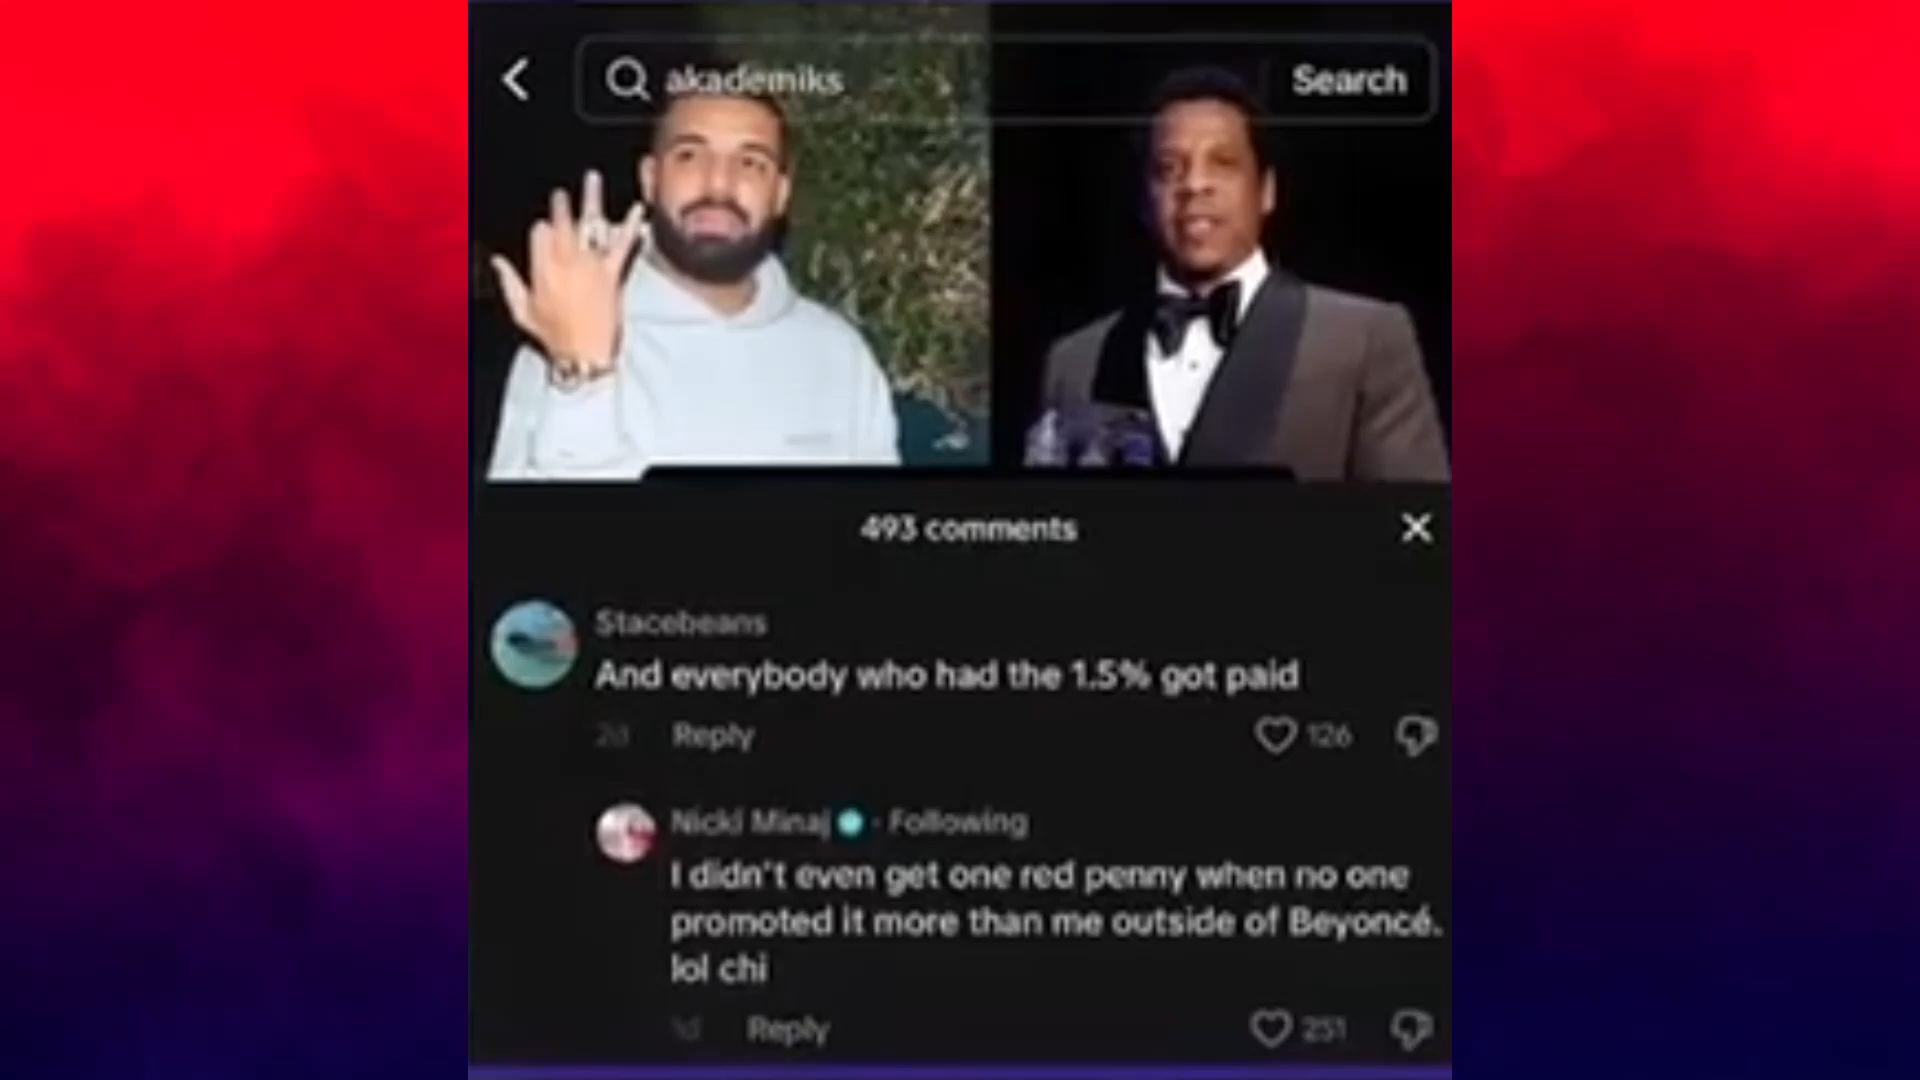 akademiks
Search
493 comments
Stacebeans
And everybody who had the 1.5% got paid
2d Reply 126
Nicki Minaj · Following
I didn't even get one red penny when no one
promoted it more than me outside of Beyoncé.
lol chi
1d Reply 251